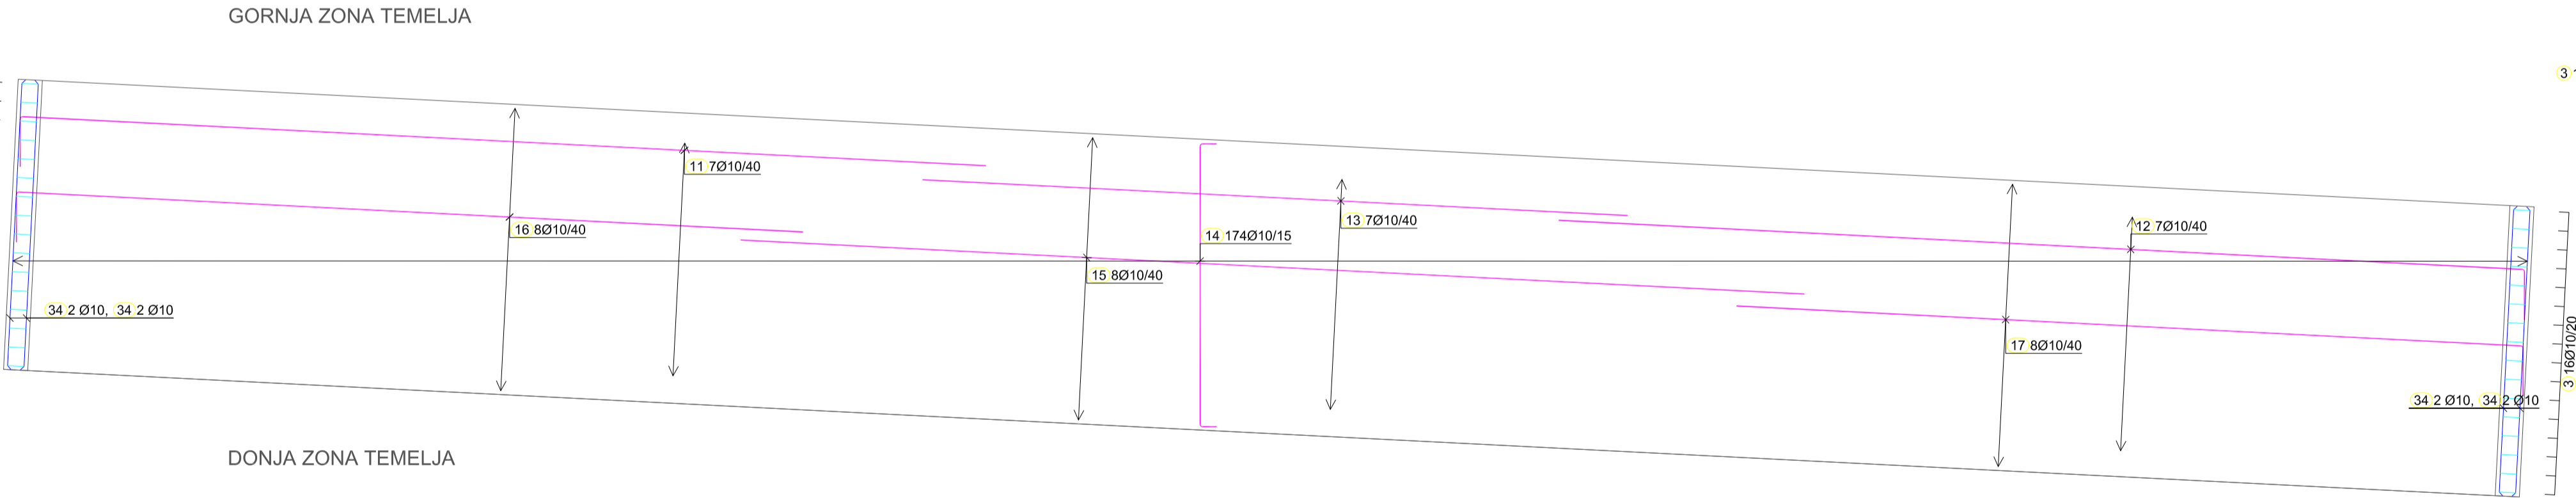 GORNJA ZONA TEMELJA
3 1
11 7Ø10/40
13 7Ø10/40
12 7Ø10/40
16 8Ø10/40
14 174Ø10/15
15 8Ø10/40
34 2 Ø10, 34 2 Ø10
17 8Ø10/40
3 16Ø10/20
34 2 Ø10, 34 2 Ø10
DONJA ZONA TEMELJA